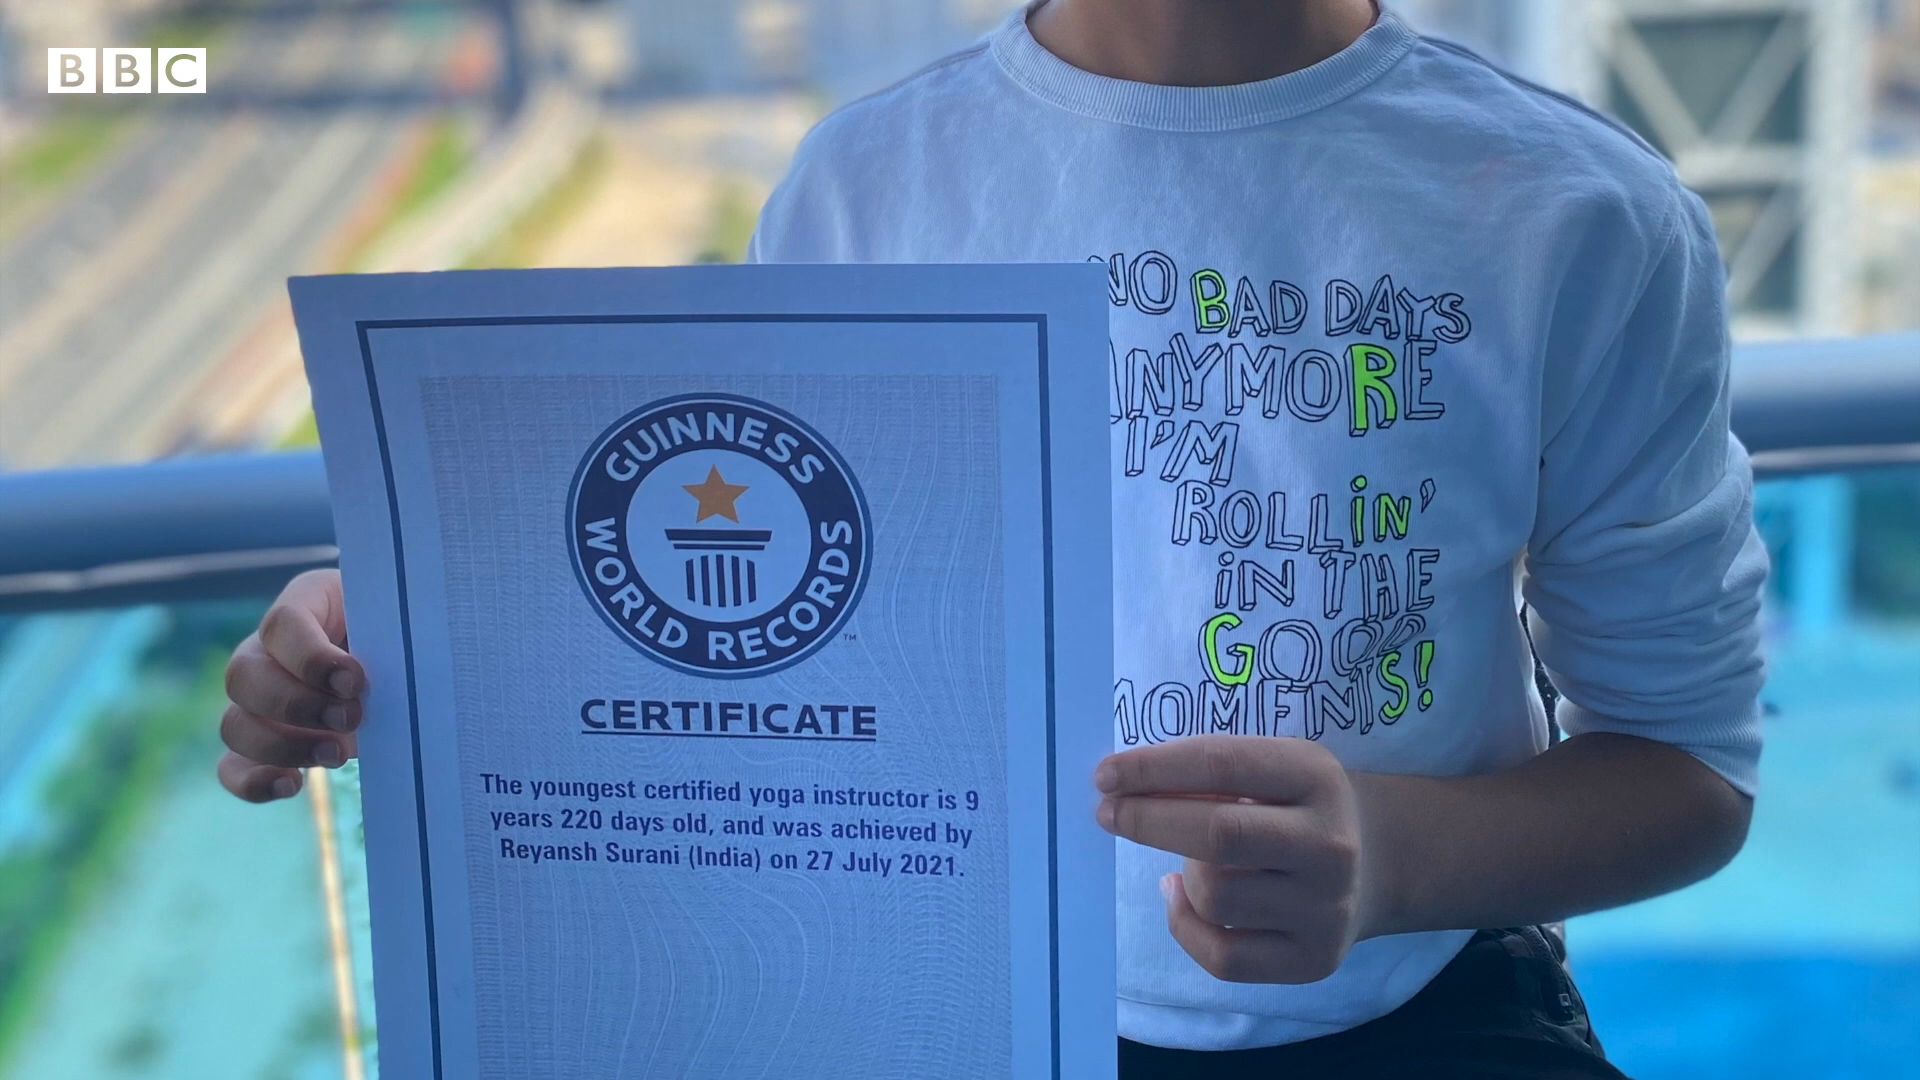 BBC
GUINNESS
WORLD RECORDS
™
CERTIFICATE
The youngest certified yoga instructor is 9
years 220 days old, and was achieved by
Reyansh Surani (India) on 27 July 2021.
NO BAD DAYS
ANYMORE
I'M
ROLLiN'
iN THE
GOOD
MOMENTS!